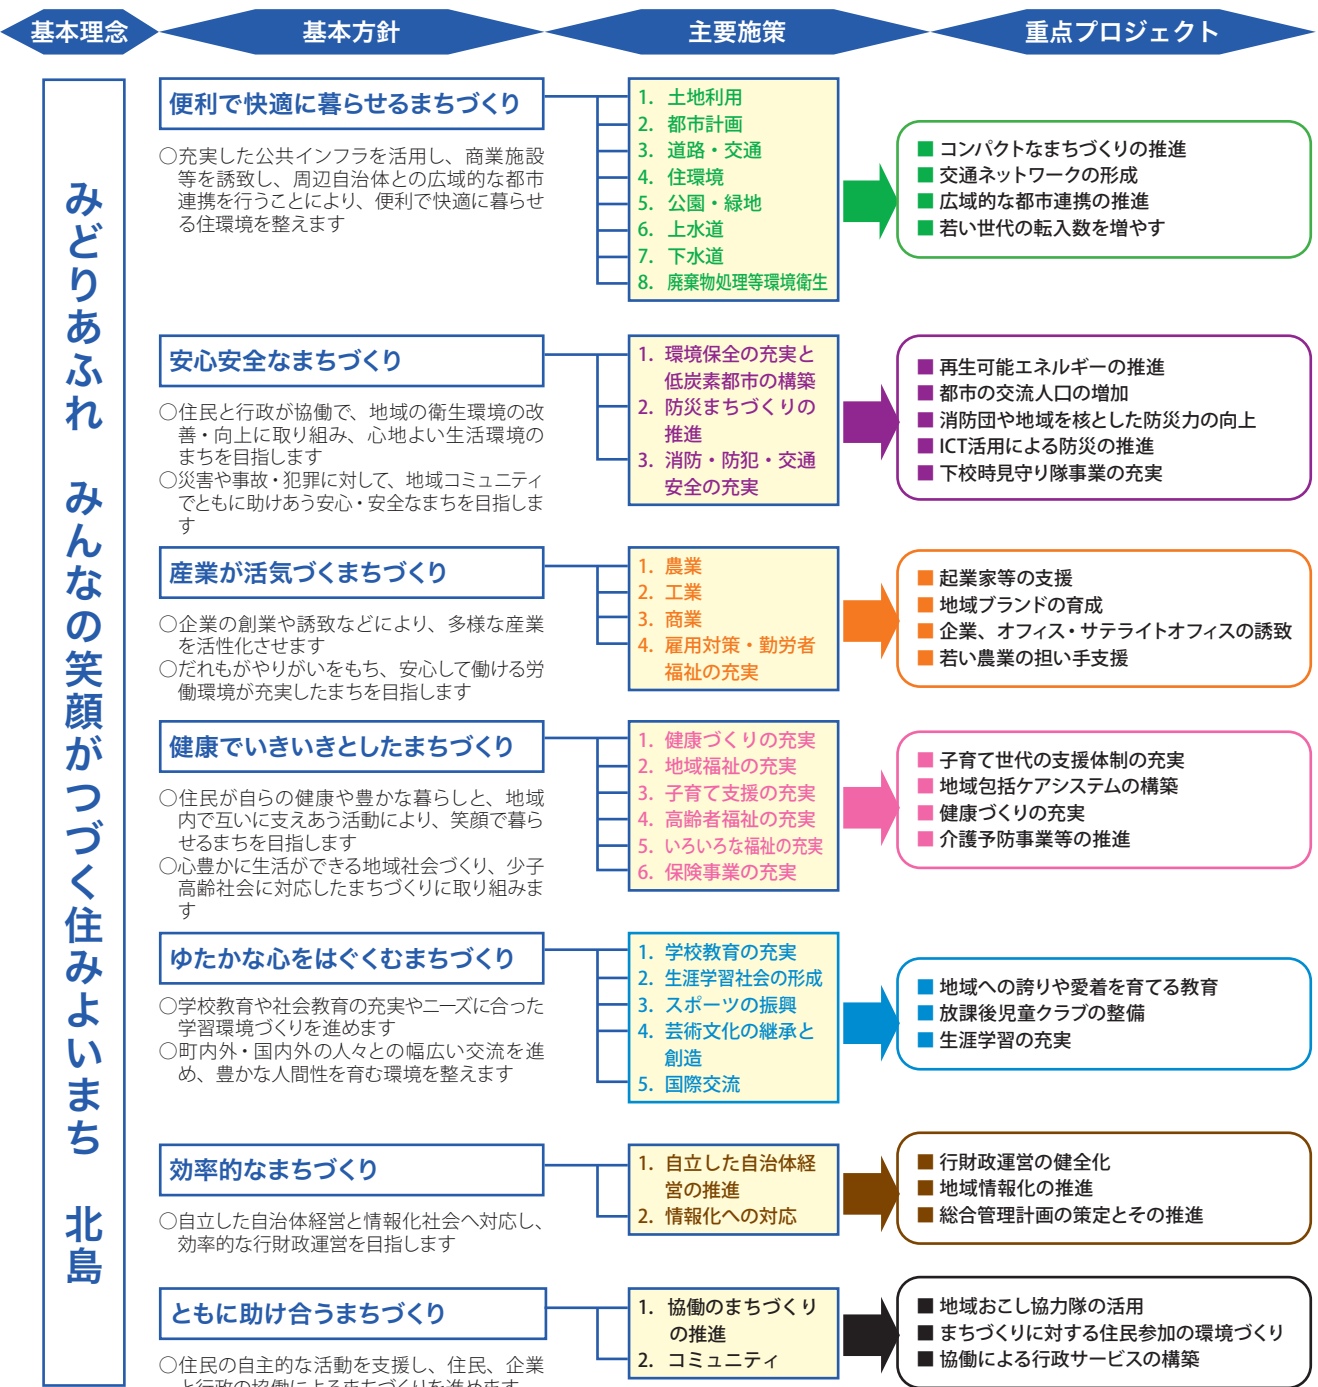 基本理念
基本方針
主要施策
重点プロジェクト
みどりあふれ　みんなの笑顔がつづく住みよいまち　北島
便利で快適に暮らせるまちづくり
○充実した公共インフラを活用し、商業施設
等を誘致し、周辺自治体との広域的な都市
連携を行うことにより、便利で快適に暮らせ
る住環境を整えます
1. 土地利用
2. 都市計画
3. 道路・交通
4. 住環境
5. 公園・緑地
6. 上水道
7. 下水道
8. 廃棄物処理等環境衛生
■ コンパクトなまちづくりの推進
■ 交通ネットワークの形成
■ 広域的な都市連携の推進
■ 若い世代の転入数を増やす
安心安全なまちづくり
○住民と行政が協働で、地域の衛生環境の改
善・向上に取り組み、心地よい生活環境の
まちを目指します
○災害や事故・犯罪に対して、地域コミュニティ
でともに助けあう安心・安全なまちを目指しま
す
1. 環境保全の充実と
低炭素都市の構築
2. 防災まちづくりの
推進
3. 消防・防犯・交通
安全の充実
■ 再生可能エネルギーの推進
■ 都市の交流人口の増加
■ 消防団や地域を核とした防災力の向上
■ ICT活用による防災の推進
■ 下校時見守り隊事業の充実
産業が活気づくまちづくり
○企業の創業や誘致などにより、多様な産業
を活性化させます
○だれもがやりがいをもち、安心して働ける労
働環境が充実したまちを目指します
1. 農業
2. 工業
3. 商業
4. 雇用対策・勤労者
福祉の充実
■ 起業家等の支援
■ 地域ブランドの育成
■ 企業、オフィス・サテライトオフィスの誘致
■ 若い農業の担い手支援
健康でいきいきとしたまちづくり
○住民が自らの健康や豊かな暮らしと、地域
内で互いに支えあう活動により、笑顔で暮ら
せるまちを目指します
○心豊かに生活ができる地域社会づくり、少子
高齢社会に対応したまちづくりに取り組みま
す
1. 健康づくりの充実
2. 地域福祉の充実
3. 子育て支援の充実
4. 高齢者福祉の充実
5. いろいろな福祉の充実
6. 保険事業の充実
■ 子育て世代の支援体制の充実
■ 地域包括ケアシステムの構築
■ 健康づくりの充実
■ 介護予防事業等の推進
ゆたかな心をはぐくむまちづくり
○学校教育や社会教育の充実やニーズに合った
学習環境づくりを進めます
○町内外・国内外の人々との幅広い交流を進
め、豊かな人間性を育む環境を整えます
1. 学校教育の充実
2. 生涯学習社会の形成
3. スポーツの振興
4. 芸術文化の継承と
創造
5. 国際交流
■ 地域への誇りや愛着を育てる教育
■ 放課後児童クラブの整備
■ 生涯学習の充実
効率的なまちづくり
○自立した自治体経営と情報化社会へ対応し、
効率的な行財政運営を目指します
1. 自立した自治体経
営の推進
2. 情報化への対応
■ 行財政運営の健全化
■ 地域情報化の推進
■ 総合管理計画の策定とその推進
ともに助け合うまちづくり
○住民の自主的な活動を支援し、住民、企業
と行政の協働によるまちづくりを進めます
1. 協働のまちづくり
の推進
2. コミュニティ
■ 地域おこし協力隊の活用
■ まちづくりに対する住民参加の環境づくり
■ 協働による行政サービスの構築